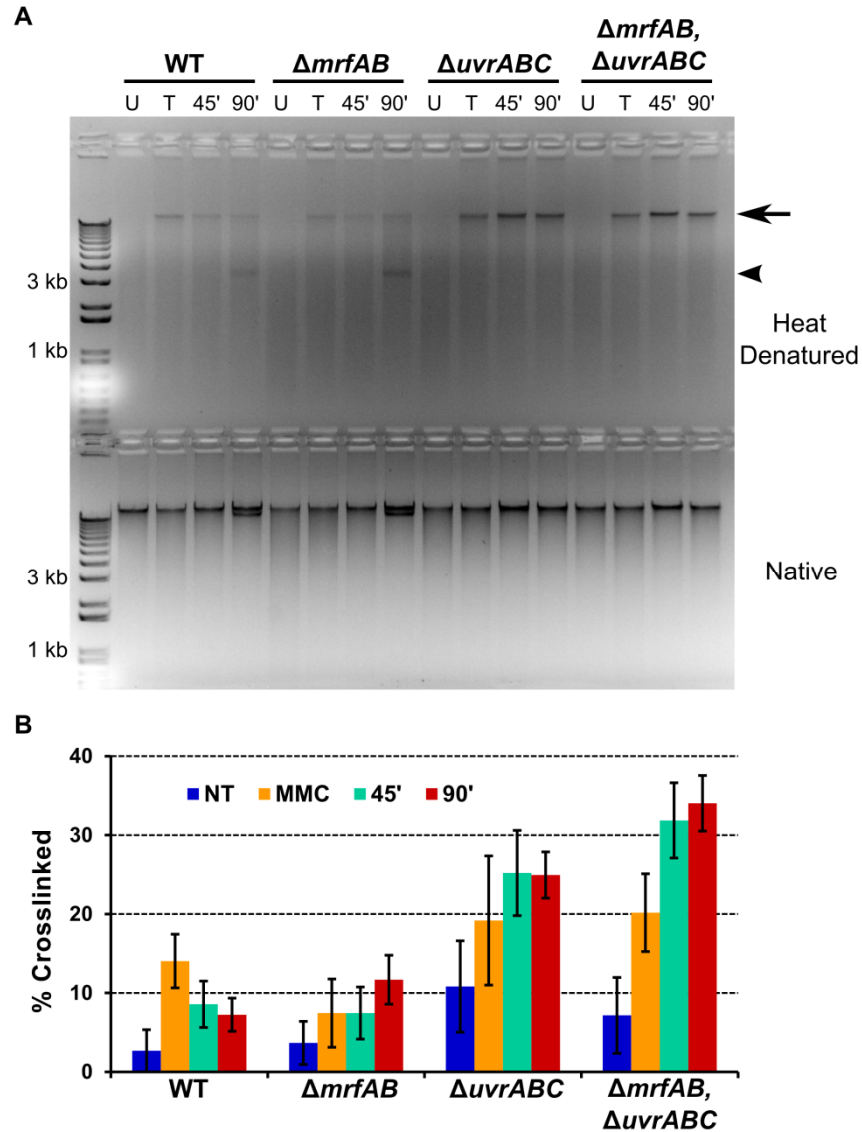 A
WT ΔmrfAB ΔuvrABC ΔmrfAB,
ΔuvrABC
U T 45' 90' U T 45' 90' U T 45' 90' U T 45' 90'
3 kb
1 kb
Heat
Denatured
3 kb
1 kb
Native
B
40
30
20
10
0
% Crosslinked
NT MMC 45' 90'
WT ΔmrfAB ΔuvrABC ΔmrfAB,
ΔuvrABC